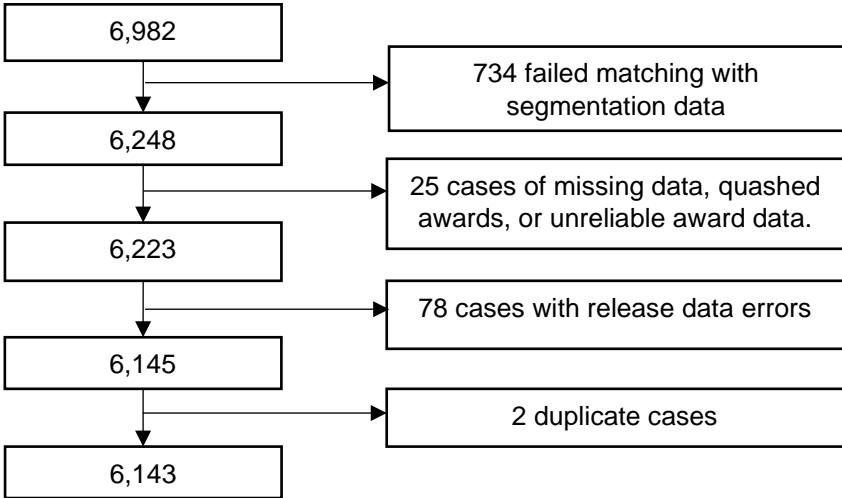 6,982
734 failed matching with
segmentation data
6,248
25 cases of missing data, quashed
awards, or unreliable award data.
6,223
78 cases with release data errors
6,145
2 duplicate cases
6,143